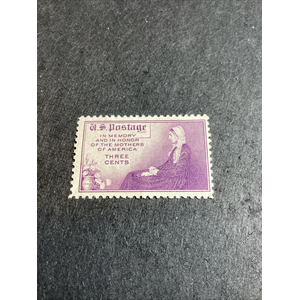 U.S. Postage
IN MEMORY
AND IN HONOR
OF THE MOTHERS
OF AMERICA
THREE
CENTS